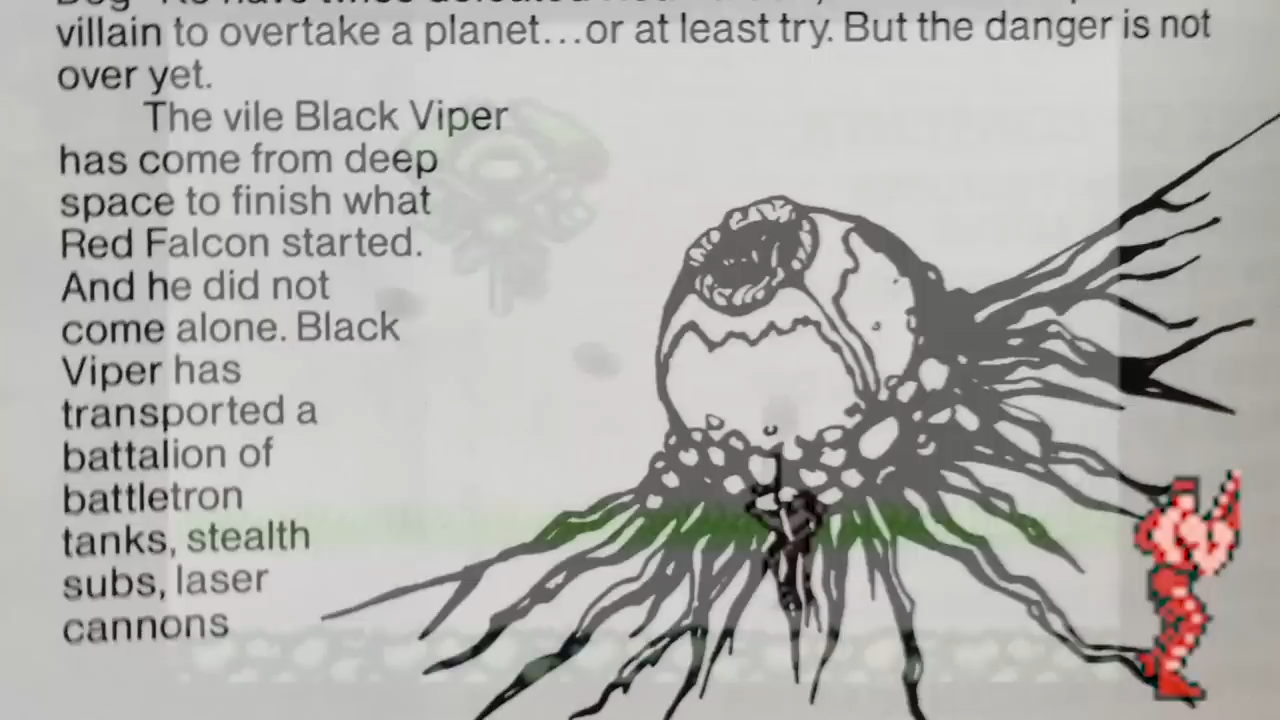 villain to overtake a planet...or at least try. But the danger is not
over yet.
The vile Black Viper
has come from deep
space to finish what
Red Falcon started.
And he did not
come alone. Black
Viper has
transported a
battalion of
battletron
tanks, stealth
subs, laser
cannons